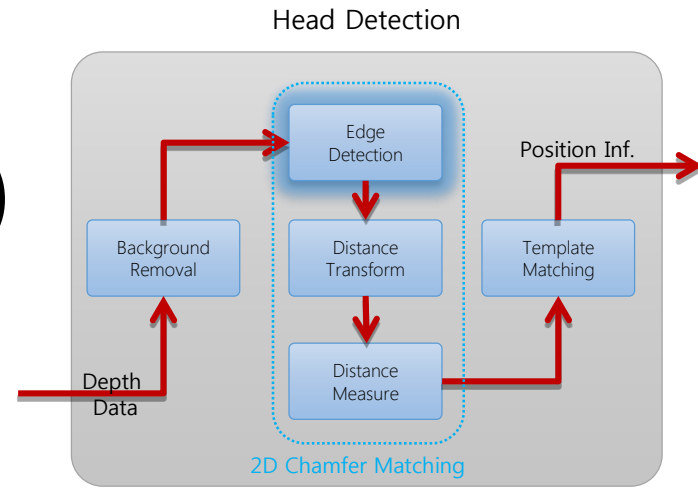 Head Detection
Edge
Detection
Position Inf.
Background
Removal
Distance
Transform
Template
Matching
Depth
Data
Distance
Measure
2D Chamfer Matching